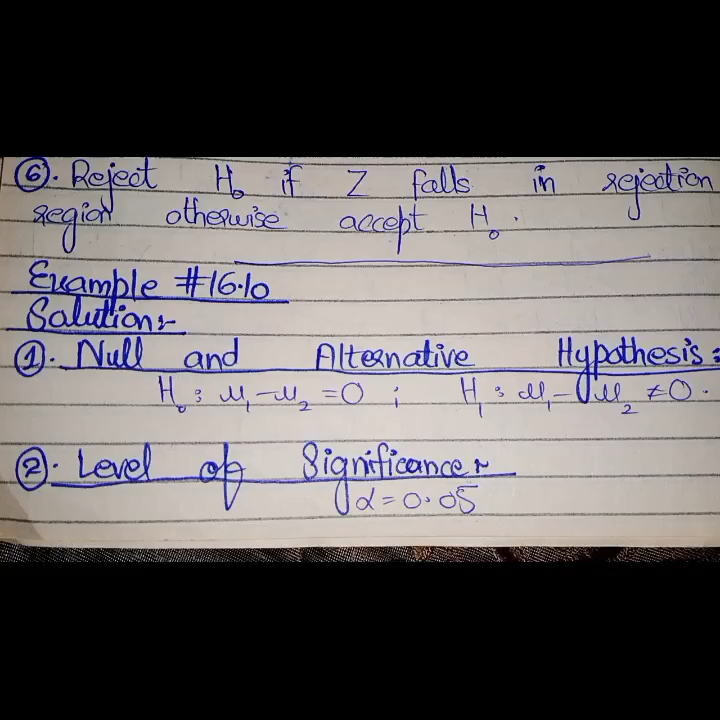 ⑥. Reject H₀ if Z falls in rejection
region otherwise accept H₀.
Example #16.10
Solution:-
①. Null and Alternative Hypothesis:
H₀ : μ₁-μ₂ = 0 ; H₁ : μ₁-μ₂ ≠ 0.
②. Level of Significance:-
α = 0.05